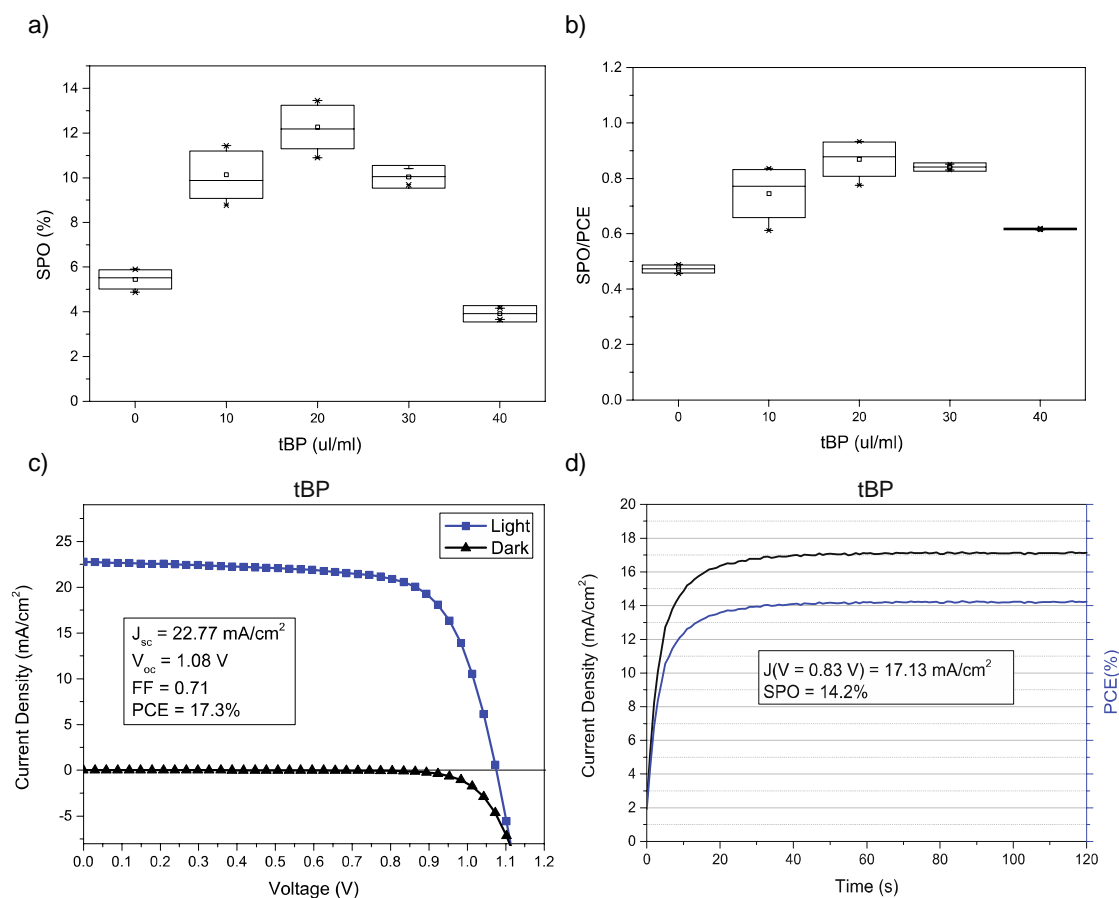 a)
14
12
10
8
6
4
2
0
SPO (%)
0 10 20 30 40
tBP (ul/ml)
b)
1.2
1.0
0.8
0.6
0.4
0.2
0.0
SPO/PCE
0 10 20 30 40
tBP (ul/ml)
c)
tBP
25
20
15
10
5
0
-5
Current Density (mA/cm²)
Light
Dark
Jsc = 22.77 mA/cm²
Voc = 1.08 V
FF = 0.71
PCE = 17.3%
0.0 0.1 0.2 0.3 0.4 0.5 0.6 0.7 0.8 0.9 1.0 1.1 1.2
Voltage (V)
d)
tBP
20
18
16
14
12
10
8
6
4
2
0
Current Density (mA/cm²)
J(V = 0.83 V) = 17.13 mA/cm²
SPO = 14.2%
PCE(%)
0 20 40 60 80 100 120
Time (s)